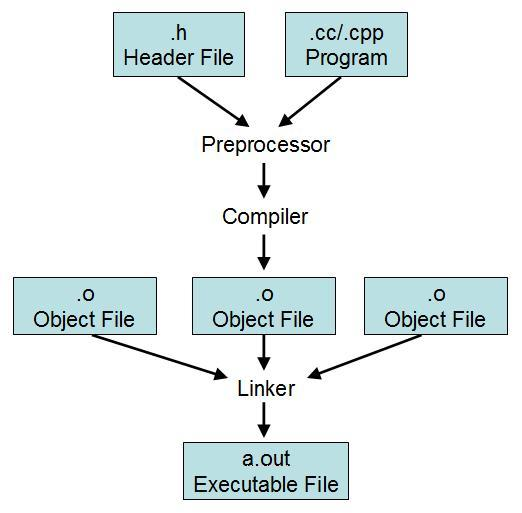 .h
Header File
.cc/.cpp
Program
Preprocessor
Compiler
.o
Object File
.o
Object File
.o
Object File
Linker
a.out
Executable File